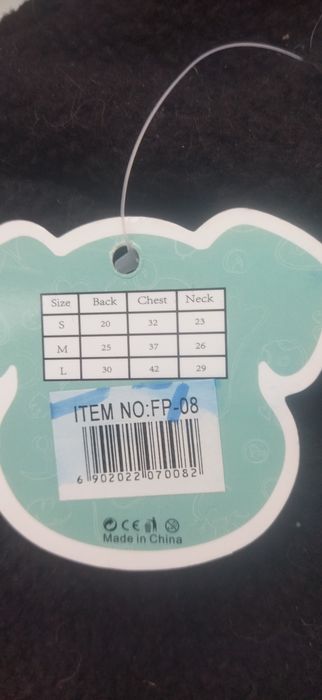 Size Back Chest Neck
S 20 32 23
M 25 37 26
L 30 42 29
ITEM NO:FP-08
6 902022 070082
CE
Made in China